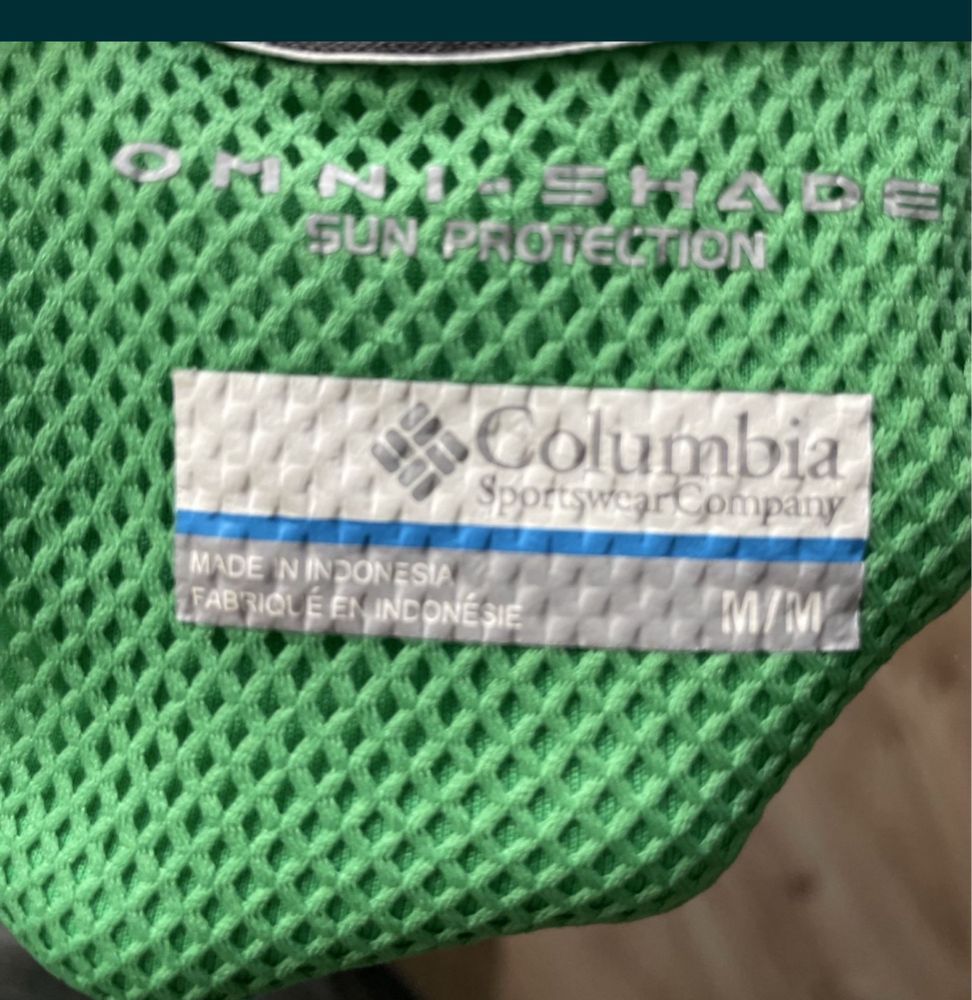 OMNI-SHADE
SUN PROTECTION
Columbia
Sportswear Company
MADE IN INDONESIA
FABRIQUÉ EN INDONÉSIE
M/M